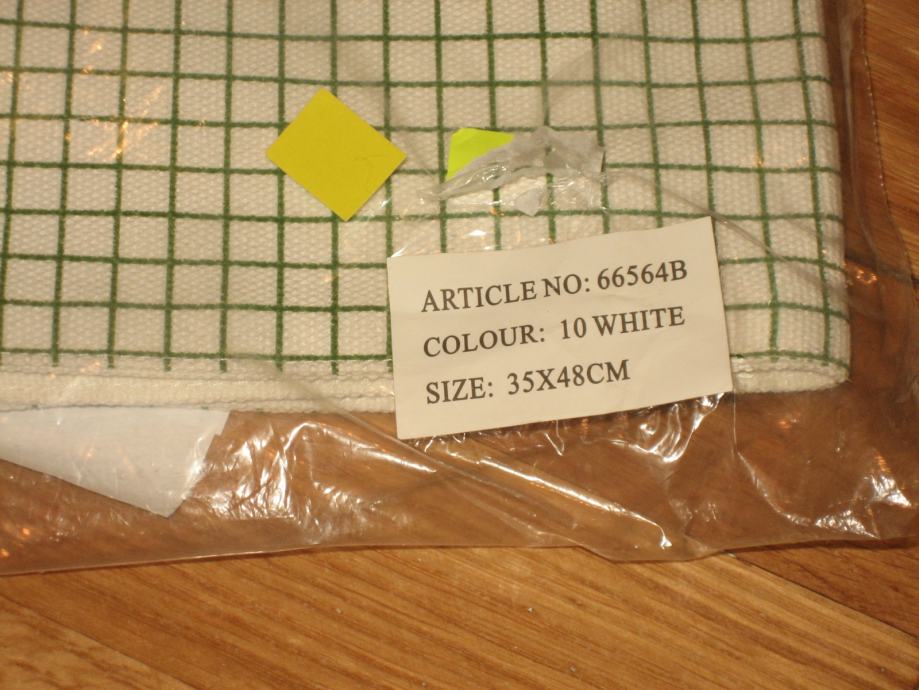 ARTICLE NO: 66564B
COLOUR: 10 WHITE
SIZE: 35X48CM